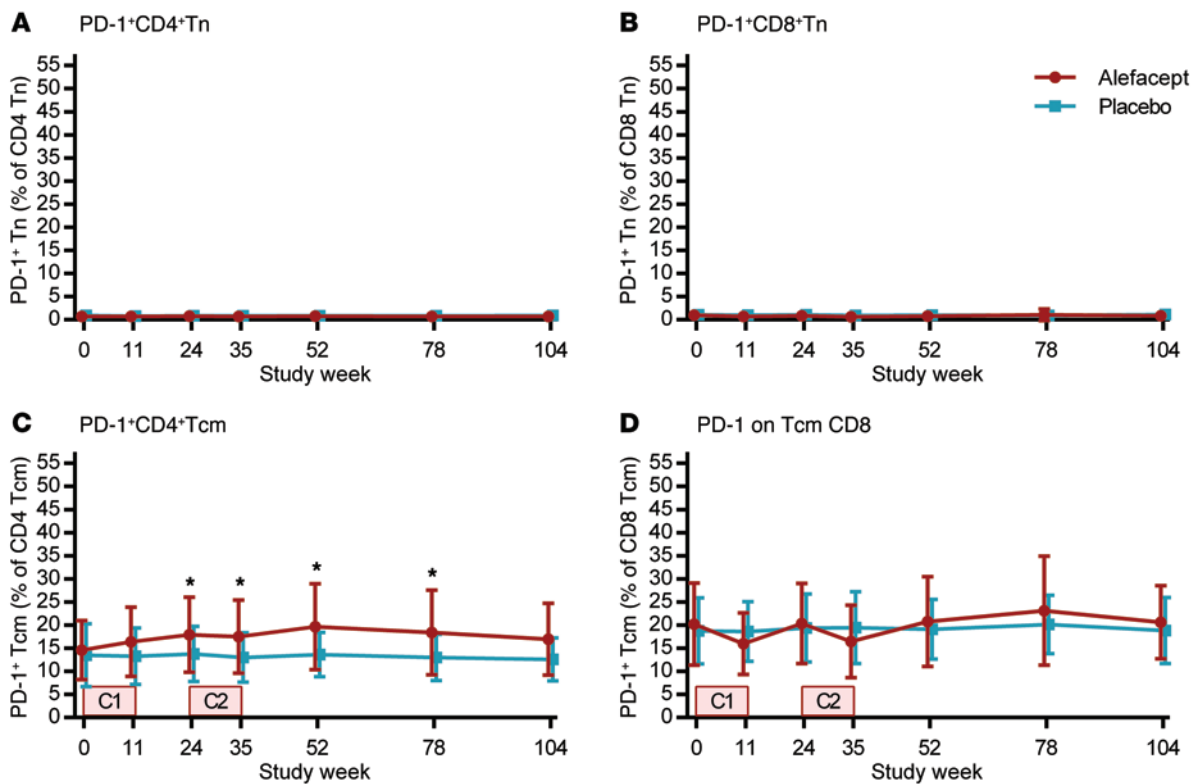 A PD-1⁺CD4⁺Tn
PD-1⁺ Tn (% of CD4 Tn)
55
50
45
40
35
30
25
20
15
10
5
0
0 11 24 35 52 78 104
Study week
B PD-1⁺CD8⁺Tn
Alefacept
Placebo
PD-1⁺ Tn (% of CD8 Tn)
55
50
45
40
35
30
25
20
15
10
5
0
0 11 24 35 52 78 104
Study week
C PD-1⁺CD4⁺Tcm
PD-1⁺ Tcm (% of CD4 Tcm)
55
50
45
40
35
30
25
20
15
10
5
0
* * * *
C1 C2
0 11 24 35 52 78 104
Study week
D PD-1 on Tcm CD8
PD-1⁺ Tcm (% of CD8 Tcm)
55
50
45
40
35
30
25
20
15
10
5
0
C1 C2
0 11 24 35 52 78 104
Study week